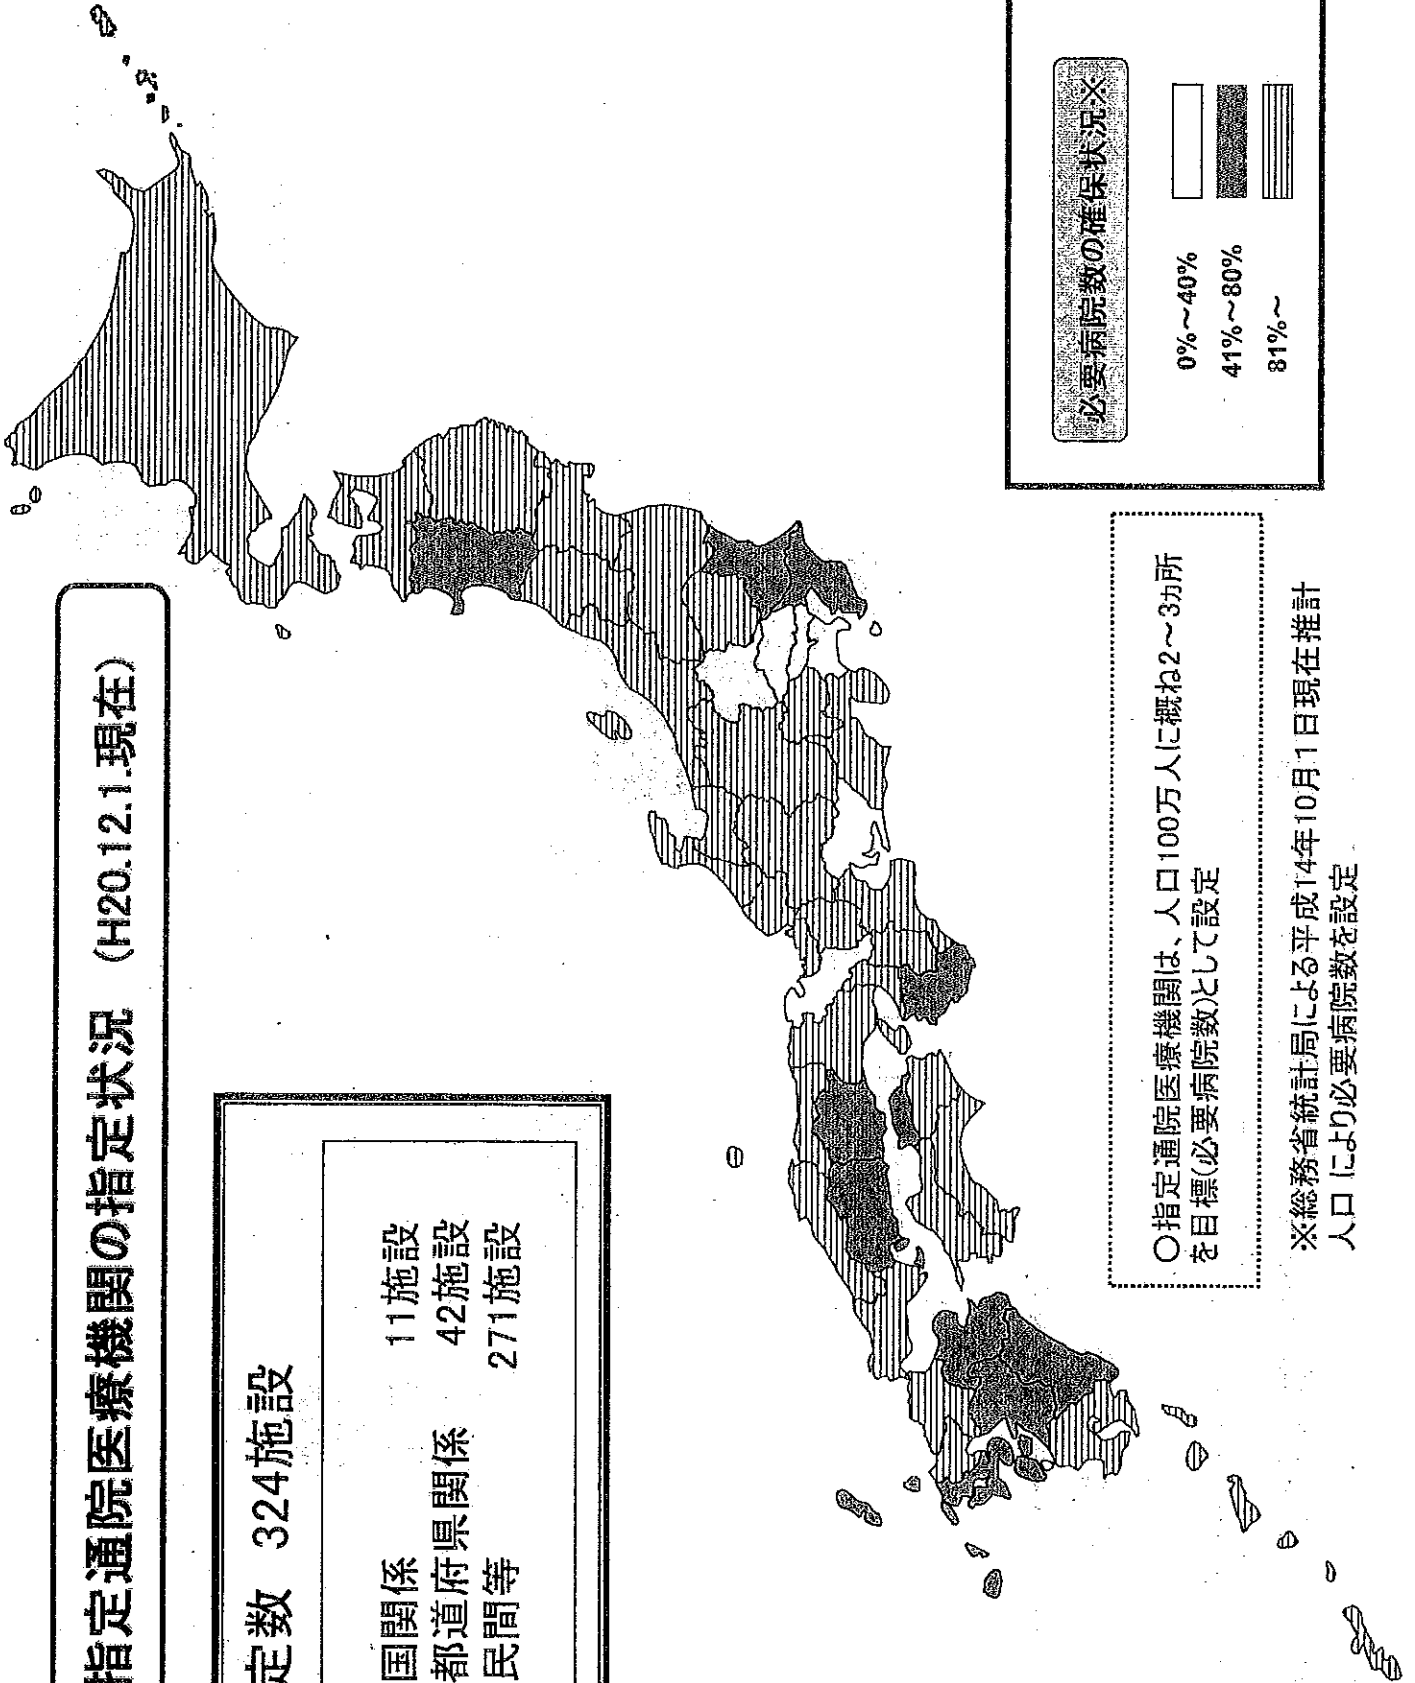 指定通院医療機関の指定状況 (H20.12.1.現在)
定数 324施設
国関係 11施設
都道府県関係 42施設
民間等 271施設
必要病院数の確保状況※
0%~40%
41%~80%
81%~
○指定通院医療機関は、人口100万人に概ね2~3カ所
を目標(必要病院数)として設定
※総務省統計局による平成14年10月1日現在推計
人口 により必要病院数を設定